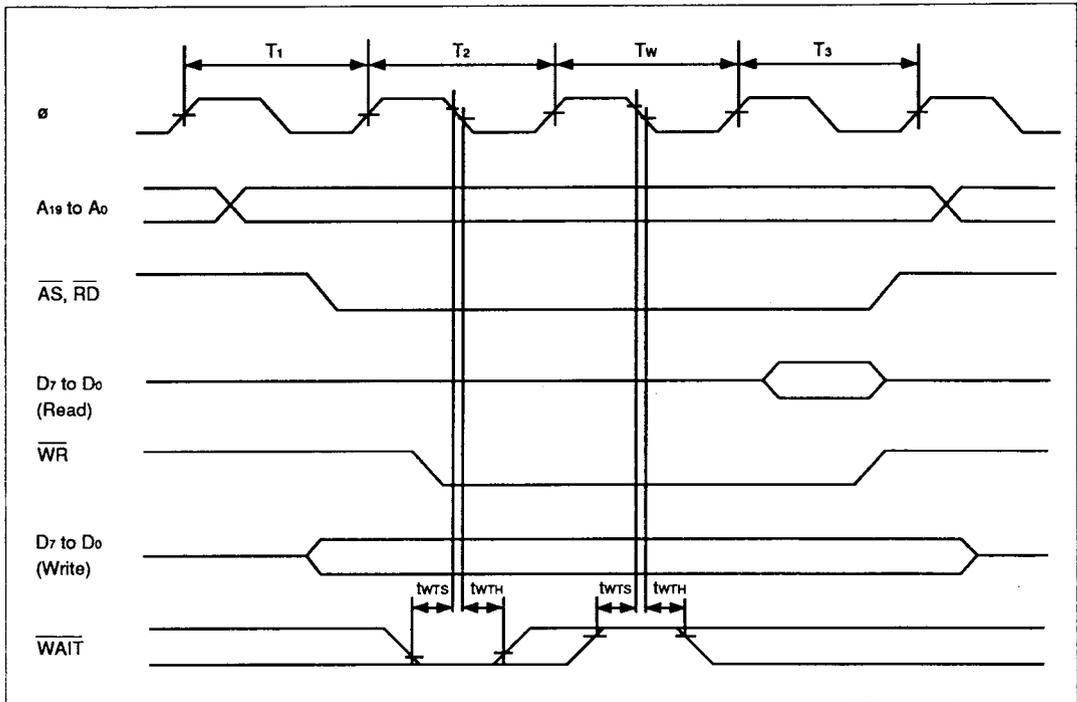 T1 T2 TW T3
ø
A19 to A0
AS, RD
D7 to D0
(Read)
WR
D7 to D0
(Write)
tWTS tWTH tWTS tWTH
WAIT